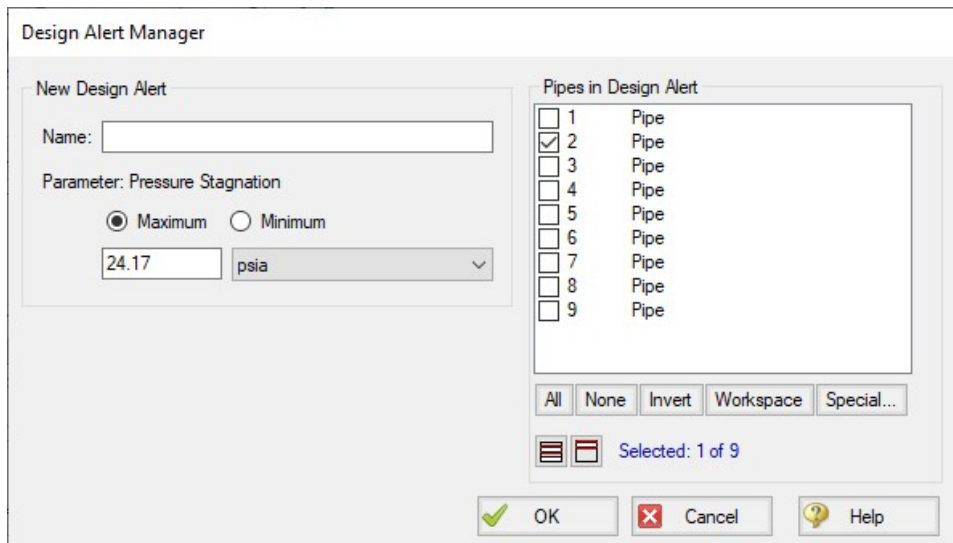 Design Alert Manager
New Design Alert
Name:
Parameter: Pressure Stagnation
Maximum Minimum
24.17 psia
Pipes in Design Alert
1 Pipe
2 Pipe
3 Pipe
4 Pipe
5 Pipe
6 Pipe
7 Pipe
8 Pipe
9 Pipe
All None Invert Workspace Special...
Selected: 1 of 9
OK Cancel Help